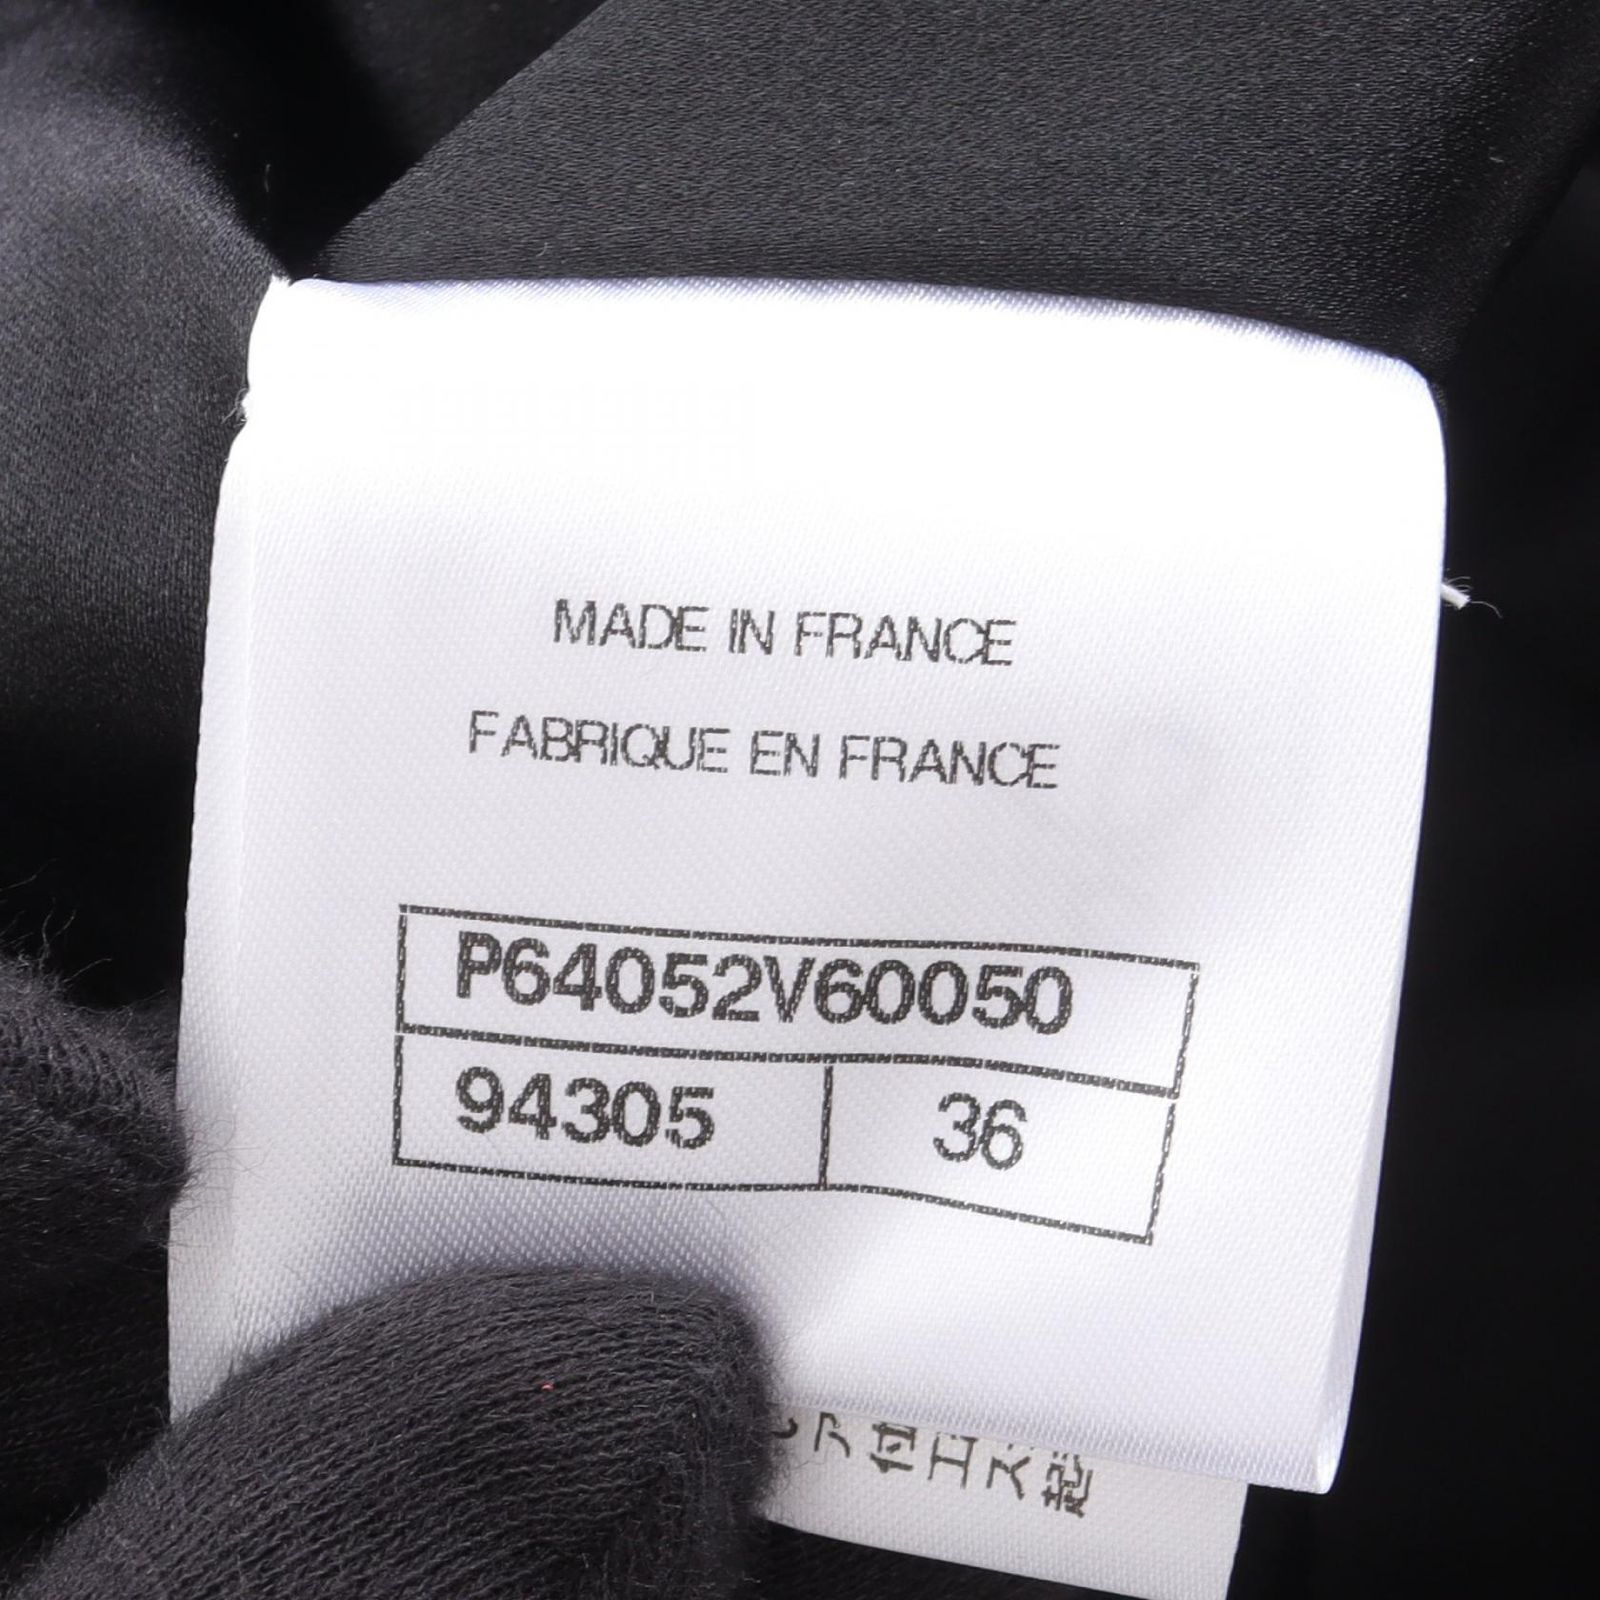 MADE IN FRANCE
FABRIQUE EN FRANCE
P64052V60050
94305 36